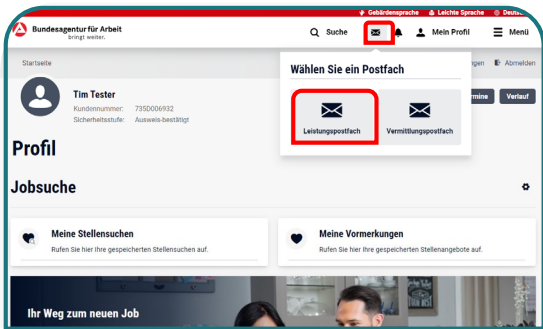 Gebärdensprache Leichte Sprache
Bundesagentur für Arbeit
bringt weiter.
Suche Mein Profil Menü
Startseite
Abmelden
Wählen Sie ein Postfach
Leistungspostfach
Vermittlungspostfach
Verlauf
Tim Tester
Kundennummer: 735D006932
Sicherheitsstufe: Ausweis-bestätigt
Profil
Jobsuche
Meine Stellensuchen
Rufen Sie hier Ihre gespeicherten Stellensuchen auf.
Meine Vormerkungen
Rufen Sie hier Ihre gespeicherten Stellenangebote auf.
Ihr Weg zum neuen Job